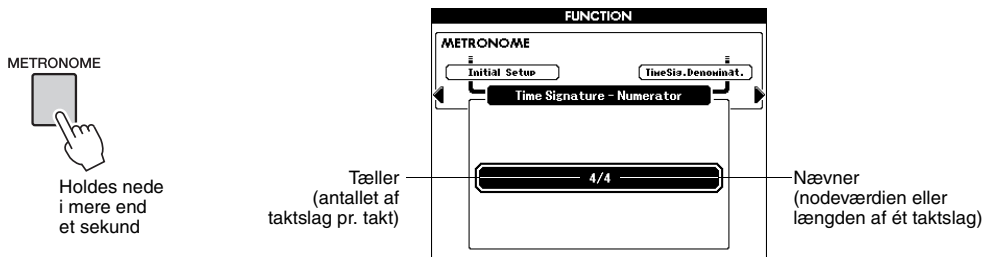 FUNCTION
METRONOME
Initial Setup
TimeSig.Denominat.
Time Signature - Numerator
4/4
METRONOME
Holdes nede
i mere end
et sekund
Tæller
(antallet af
taktslag pr. takt)
Nævner
(nodeværdien eller
længden af ét taktslag)